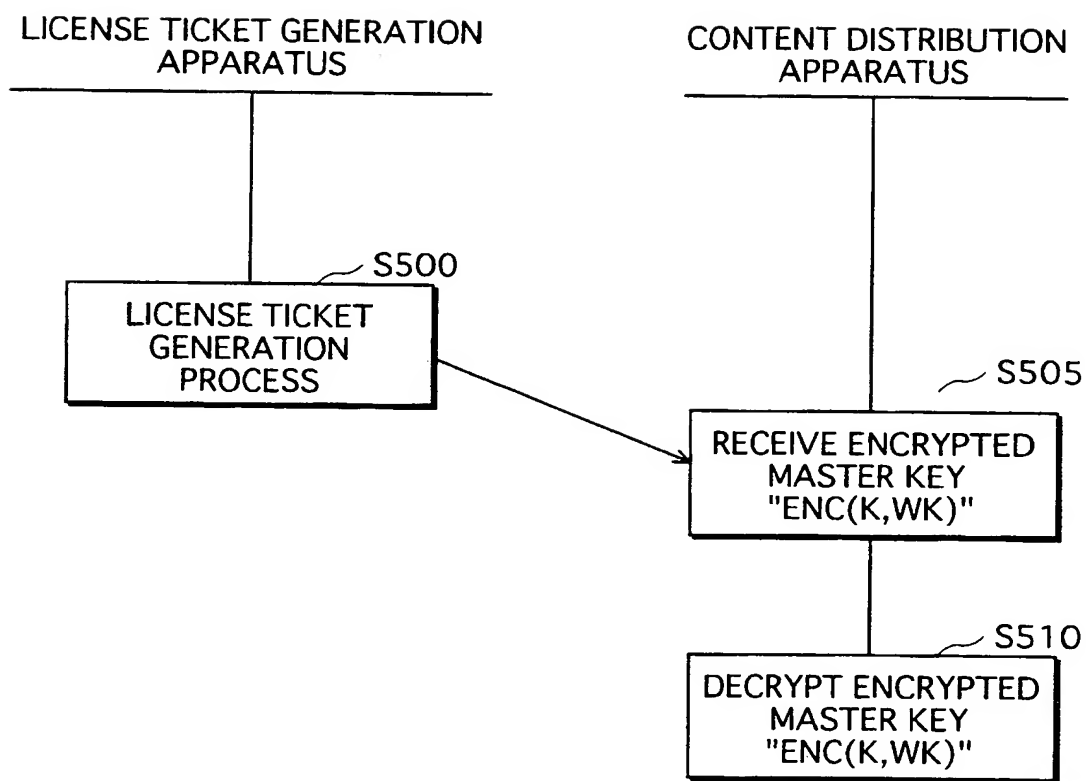 LICENSE TICKET GENERATION
APPARATUS
CONTENT DISTRIBUTION
APPARATUS
S500
LICENSE TICKET
GENERATION
PROCESS
S505
RECEIVE ENCRYPTED
MASTER KEY
"ENC(K,WK)"
S510
DECRYPT ENCRYPTED
MASTER KEY
"ENC(K,WK)"